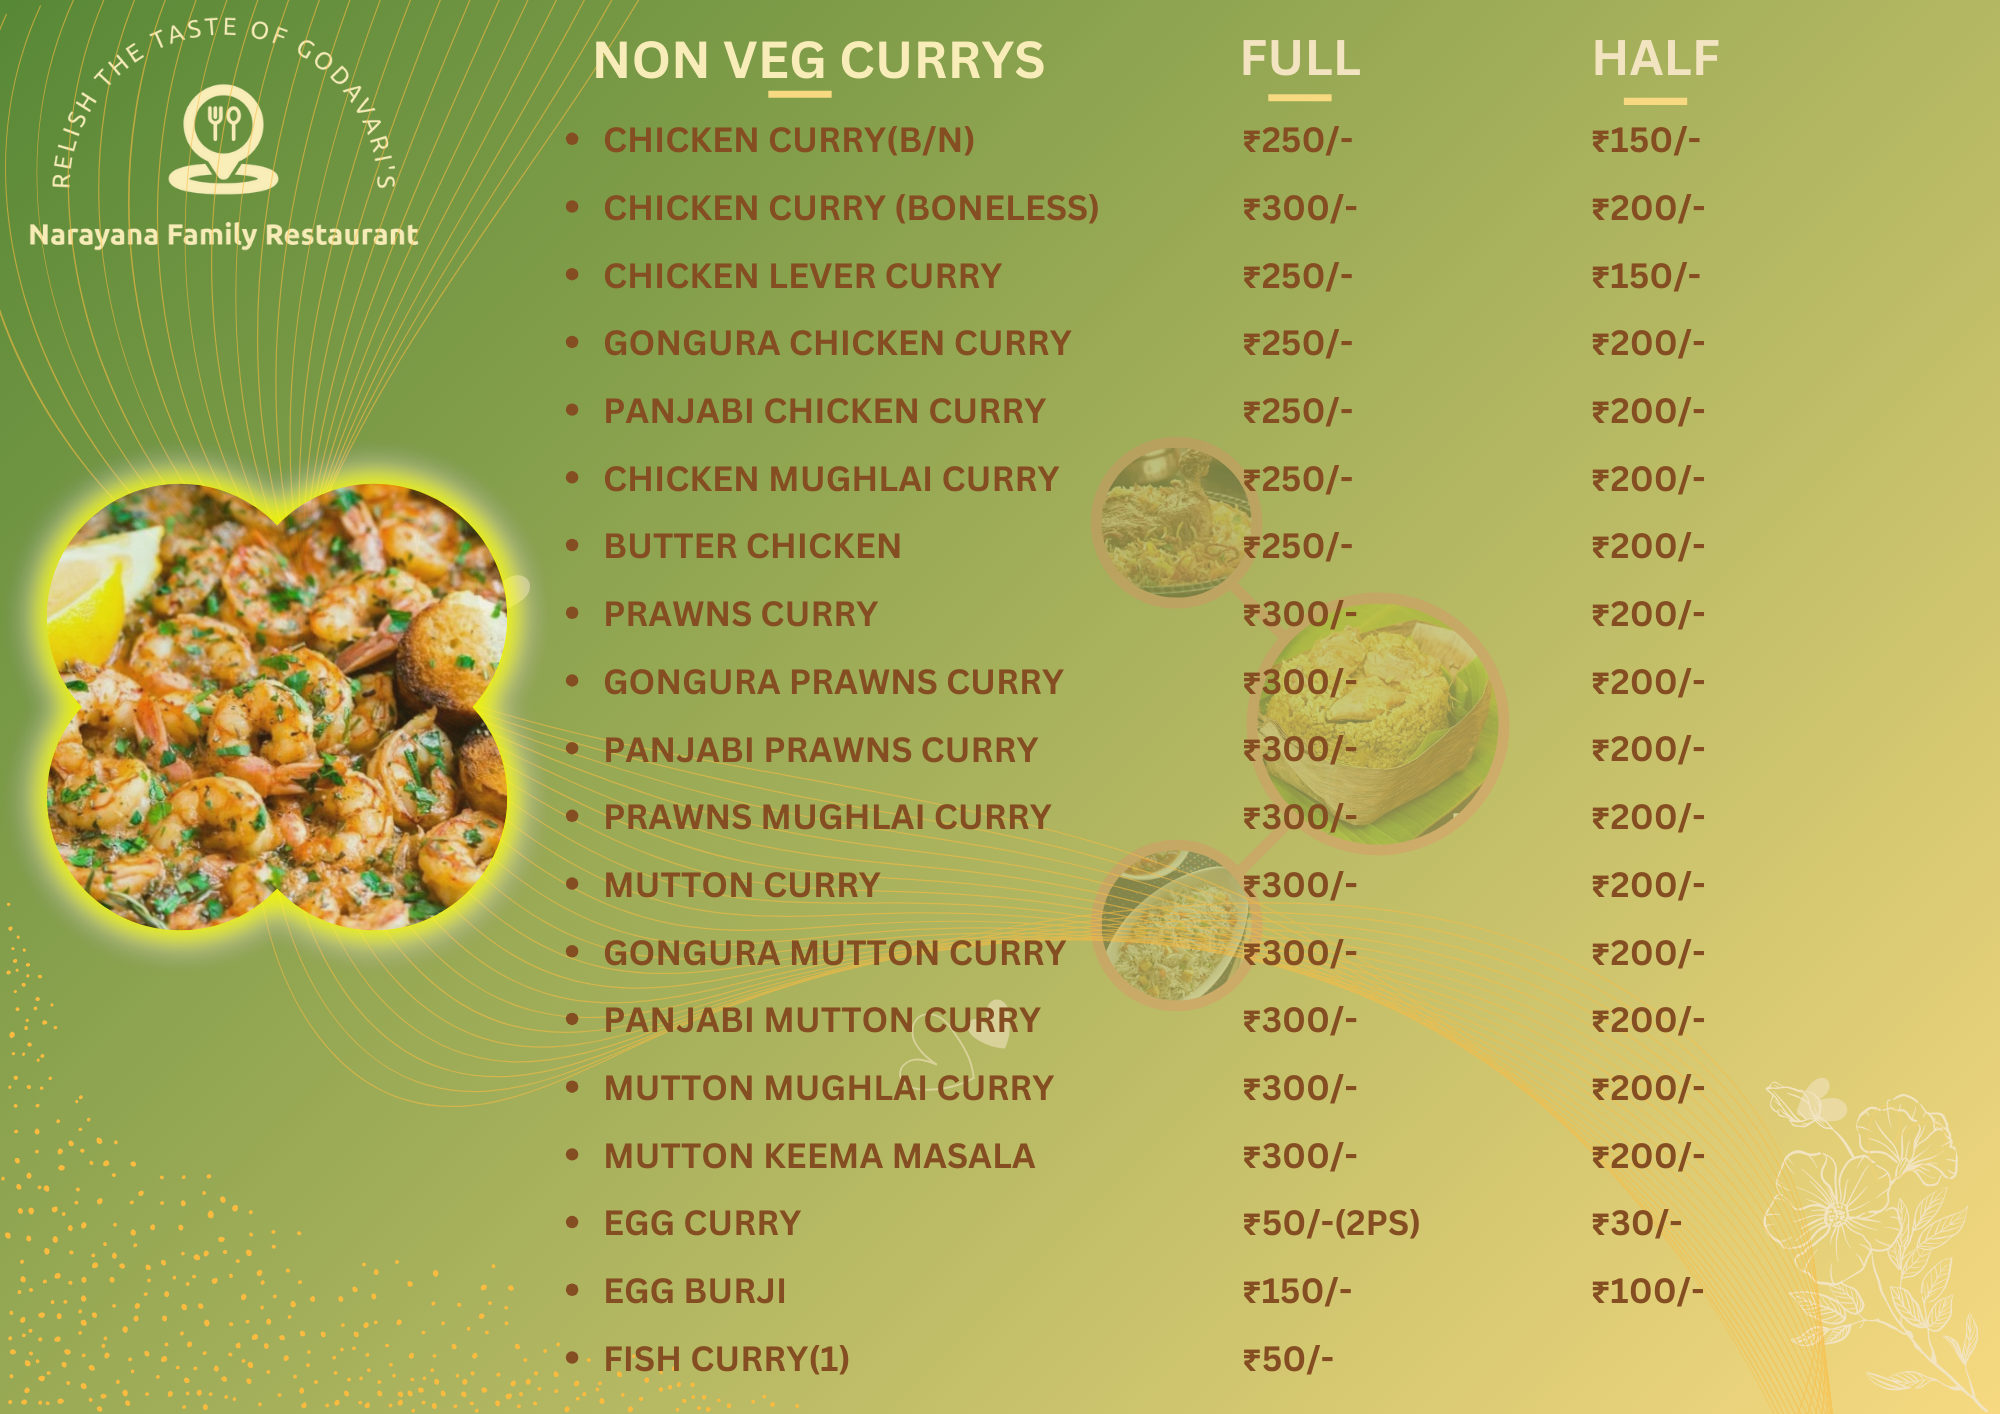 RELISH THE TASTE OF GODAVARI'S
Narayana Family Restaurant
NON VEG CURRYS FULL HALF
• CHICKEN CURRY(B/N) ₹250/- ₹150/-
• CHICKEN CURRY (BONELESS) ₹300/- ₹200/-
• CHICKEN LEVER CURRY ₹250/- ₹150/-
• GONGURA CHICKEN CURRY ₹250/- ₹200/-
• PANJABI CHICKEN CURRY ₹250/- ₹200/-
• CHICKEN MUGHLAI CURRY ₹250/- ₹200/-
• BUTTER CHICKEN ₹250/- ₹200/-
• PRAWNS CURRY ₹300/- ₹200/-
• GONGURA PRAWNS CURRY ₹300/- ₹200/-
• PANJABI PRAWNS CURRY ₹300/- ₹200/-
• PRAWNS MUGHLAI CURRY ₹300/- ₹200/-
• MUTTON CURRY ₹300/- ₹200/-
• GONGURA MUTTON CURRY ₹300/- ₹200/-
• PANJABI MUTTON CURRY ₹300/- ₹200/-
• MUTTON MUGHLAI CURRY ₹300/- ₹200/-
• MUTTON KEEMA MASALA ₹300/- ₹200/-
• EGG CURRY ₹50/-(2PS) ₹30/-
• EGG BURJI ₹150/- ₹100/-
• FISH CURRY(1) ₹50/-